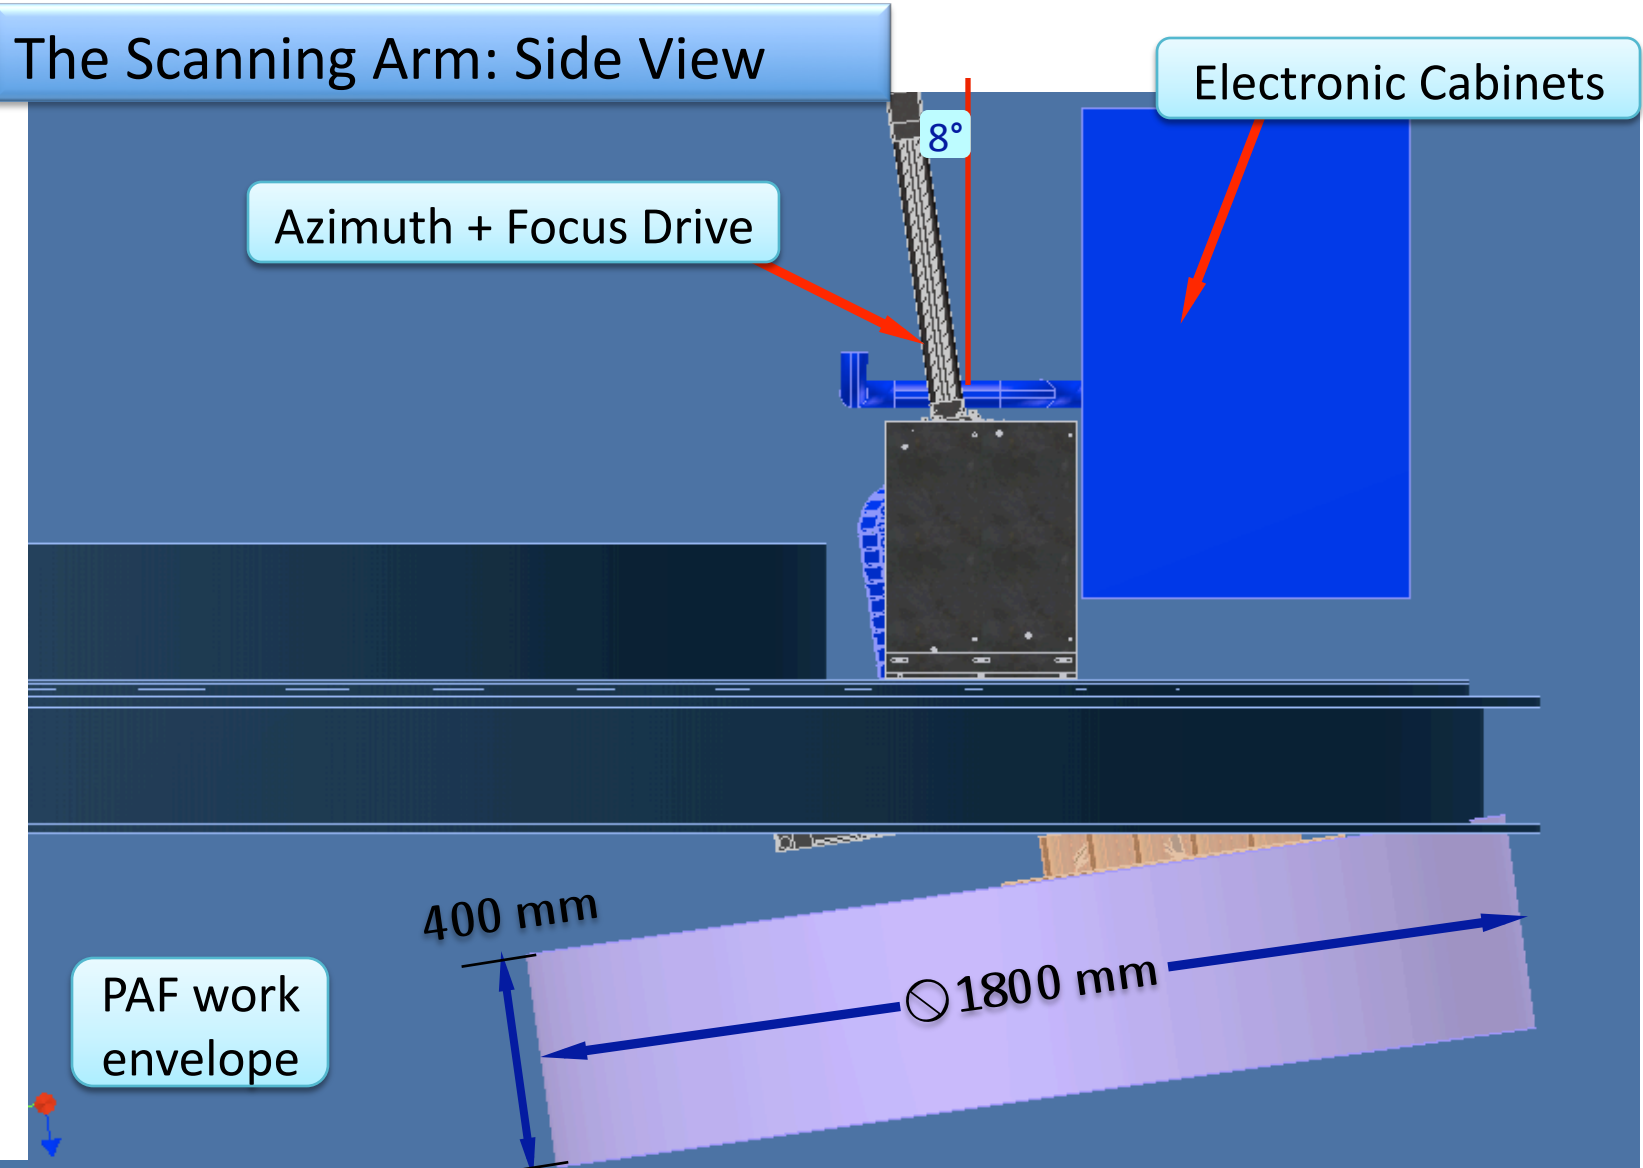 The Scanning Arm: Side View
Electronic Cabinets
8°
Azimuth + Focus Drive
400 mm
⌀1800 mm
PAF work
envelope